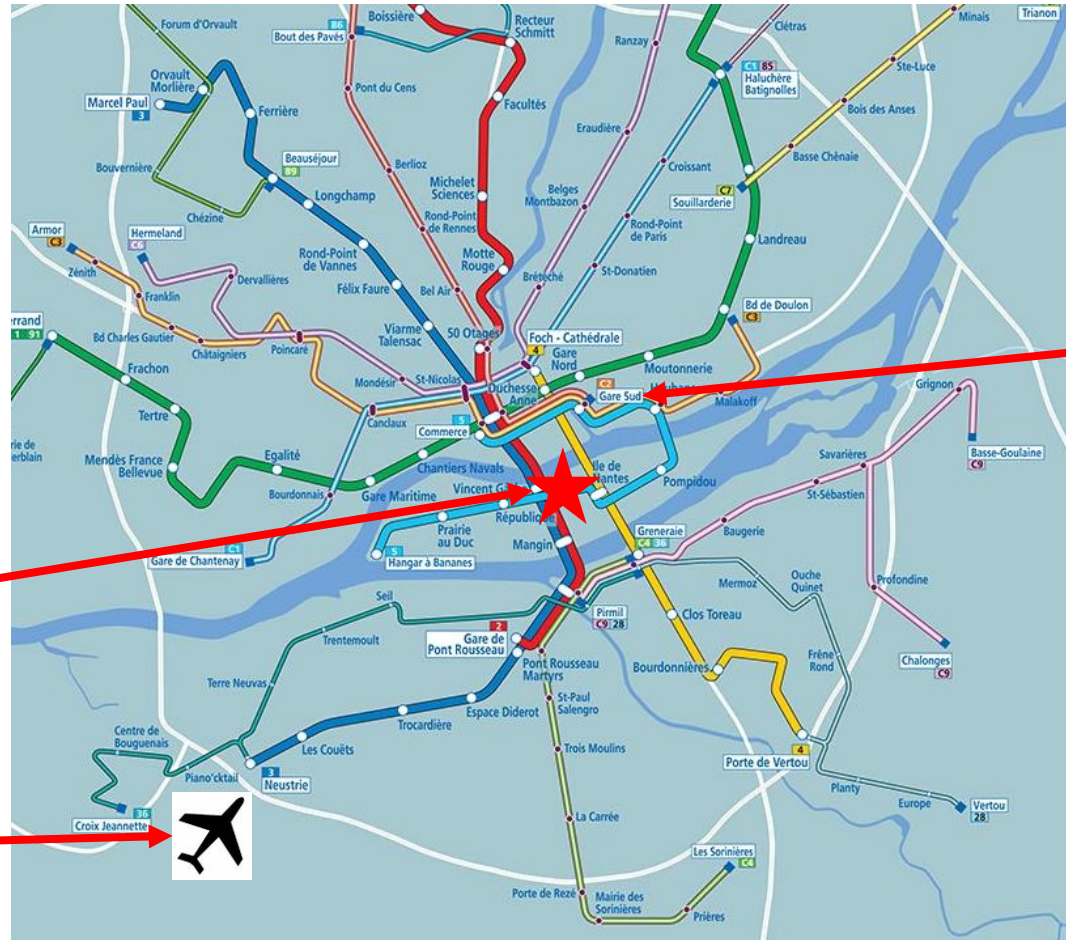 Boissière
Recteur
Schmitt
86
Bout des Pavés
Forum d'Orvault
Ranzay
Clétras
Minais
Trianon
Ste-Luce
C1 85
Haluchère
Batignolles
Orvault
Morlière
Marcel Paul
3
Ferrière
Pont du Cens
Facultés
Bois des Anses
Eraudière
Basse Chènaie
Bouvernière
Beauséjour
89
Berlioz
Croissant
Longchamp
Michelet
Sciences
Belges
Montbazon
C7
Souillarderie
Chézine
Rond-Point
de Rennes
Rond-Point
de Paris
Armor
C3
Hermeland
C6
Landreau
Zénith
Rond-Point
de Vannes
Motte
Rouge
Dervallières
Félix Faure
Bel Air
Brétéché
St-Donatien
Franklin
Bd de Doulon
C3
1 91
Bd Charles Gautier
Viarme
Talensac
50 Otages
Foch - Cathédrale
4
Châtaigniers
Poincaré
Gare
Nord
Moutonnerie
Frachon
Mondésir
St-Nicolas
Duchesse
Anne
C2
Gare Sud
Malakoff
Grignon
Tertre
Canclaux
5
Commerce
Basse-Goulaine
C9
Mendès France
Bellevue
Egalité
Chantiers Navals
Savarières
Bourdonnais
Gare Maritime
Vincent
Pompidou
St-Sébastien
République
Prairie
au Duc
Greneraie
C4 36
Baugerie
C1
Gare de Chantenay
5
Hangar à Bananes
Mangin
Mermoz
Ouche
Quinet
Profondine
Seil
Pirmil
C9 28
Clos Toreau
Trentemoult
2
Gare de
Pont Rousseau
Frêne
Rond
Chalonges
C9
Pont Rousseau
Martyrs
Bourdonnières
Terre Neuvas
St-Paul
Salengro
Espace Diderot
Trocardière
Centre de
Bouguenais
Les Couëts
Trois Moulins
4
Porte de Vertou
Piano'cktail
3
Neustrie
Planty
Europe
Vertou
28
36
Croix Jeannette
La Carrée
Les Sorinières
C4
Porte de Rezé
Mairie des
Sorinières
Prières